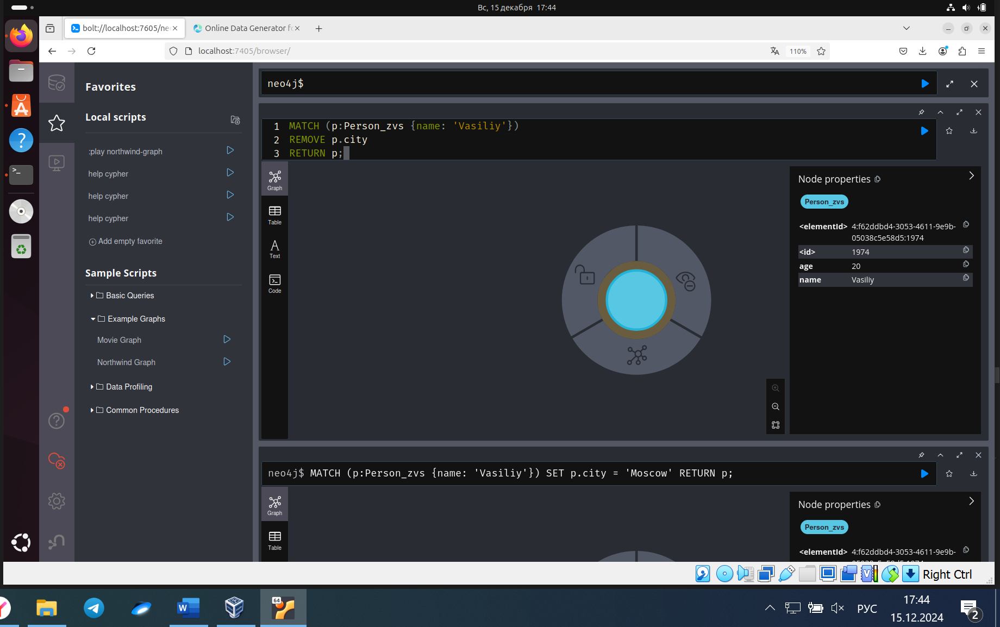 Вс, 15 декабря 17:44
bolt://localhost:7605/ne
Online Data Generator fo
localhost:7405/browser/
110%
Favorites
Local scripts
:play northwind-graph
help cypher
help cypher
help cypher
Add empty favorite
Sample Scripts
Basic Queries
Example Graphs
Movie Graph
Northwind Graph
Data Profiling
Common Procedures
neo4j$
1 MATCH (p:Person_zvs {name: 'Vasiliy'})
2 REMOVE p.city
3 RETURN p;
Graph
Table
Text
Code
Node properties
Person_zvs
<elementId> 4:f62ddbd4-3053-4611-9e9b-
05038c5e58d5:1974
<id> 1974
age 20
name Vasiliy
neo4j$ MATCH (p:Person_zvs {name: 'Vasiliy'}) SET p.city = 'Moscow' RETURN p;
Graph
Table
Node properties
Person_zvs
<elementId> 4:f62ddbd4-3053-4611-9e9b-
Right Ctrl
64
РУС
17:44
15.12.2024
2